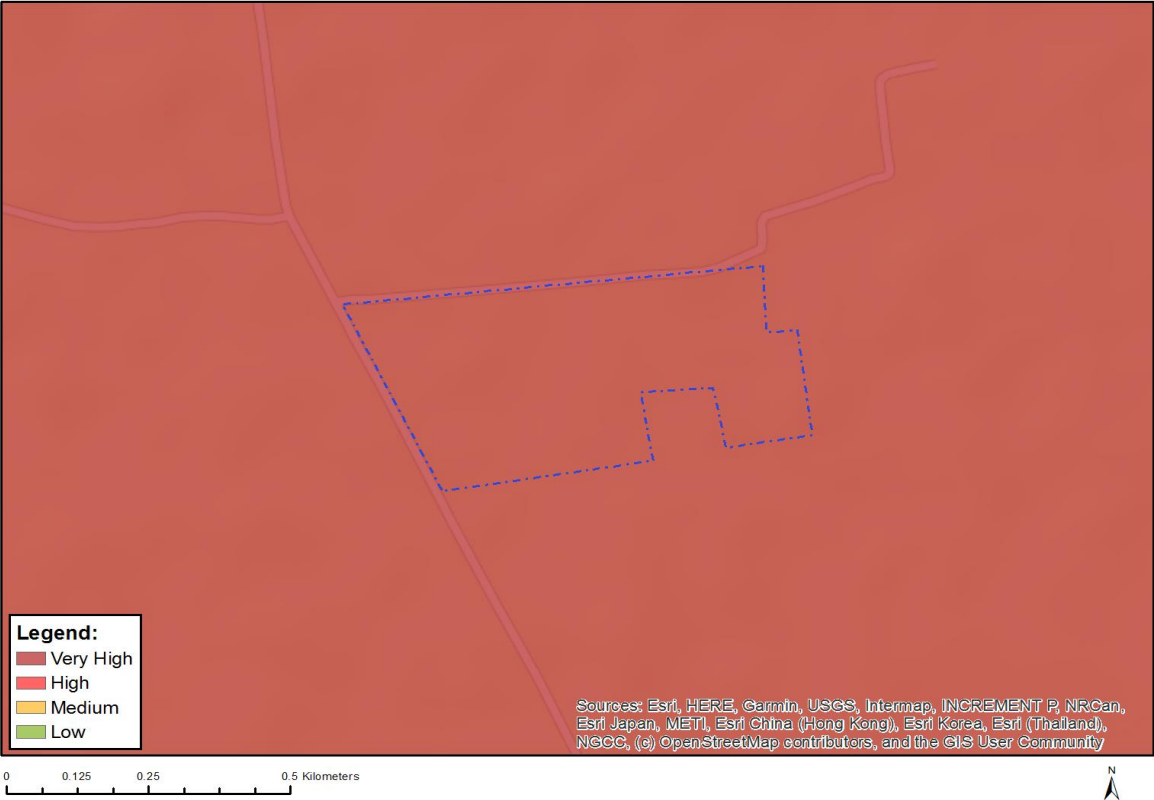 Legend:
Very High
High
Medium
Low
Sources: Esri, HERE, Garmin, USGS, Intermap, INCREMENT P, NRCan,
Esri Japan, METI, Esri China (Hong Kong), Esri Korea, Esri (Thailand),
NGCC, (c) OpenStreetMap contributors, and the GIS User Community
0 0.125 0.25 0.5 Kilometers
N